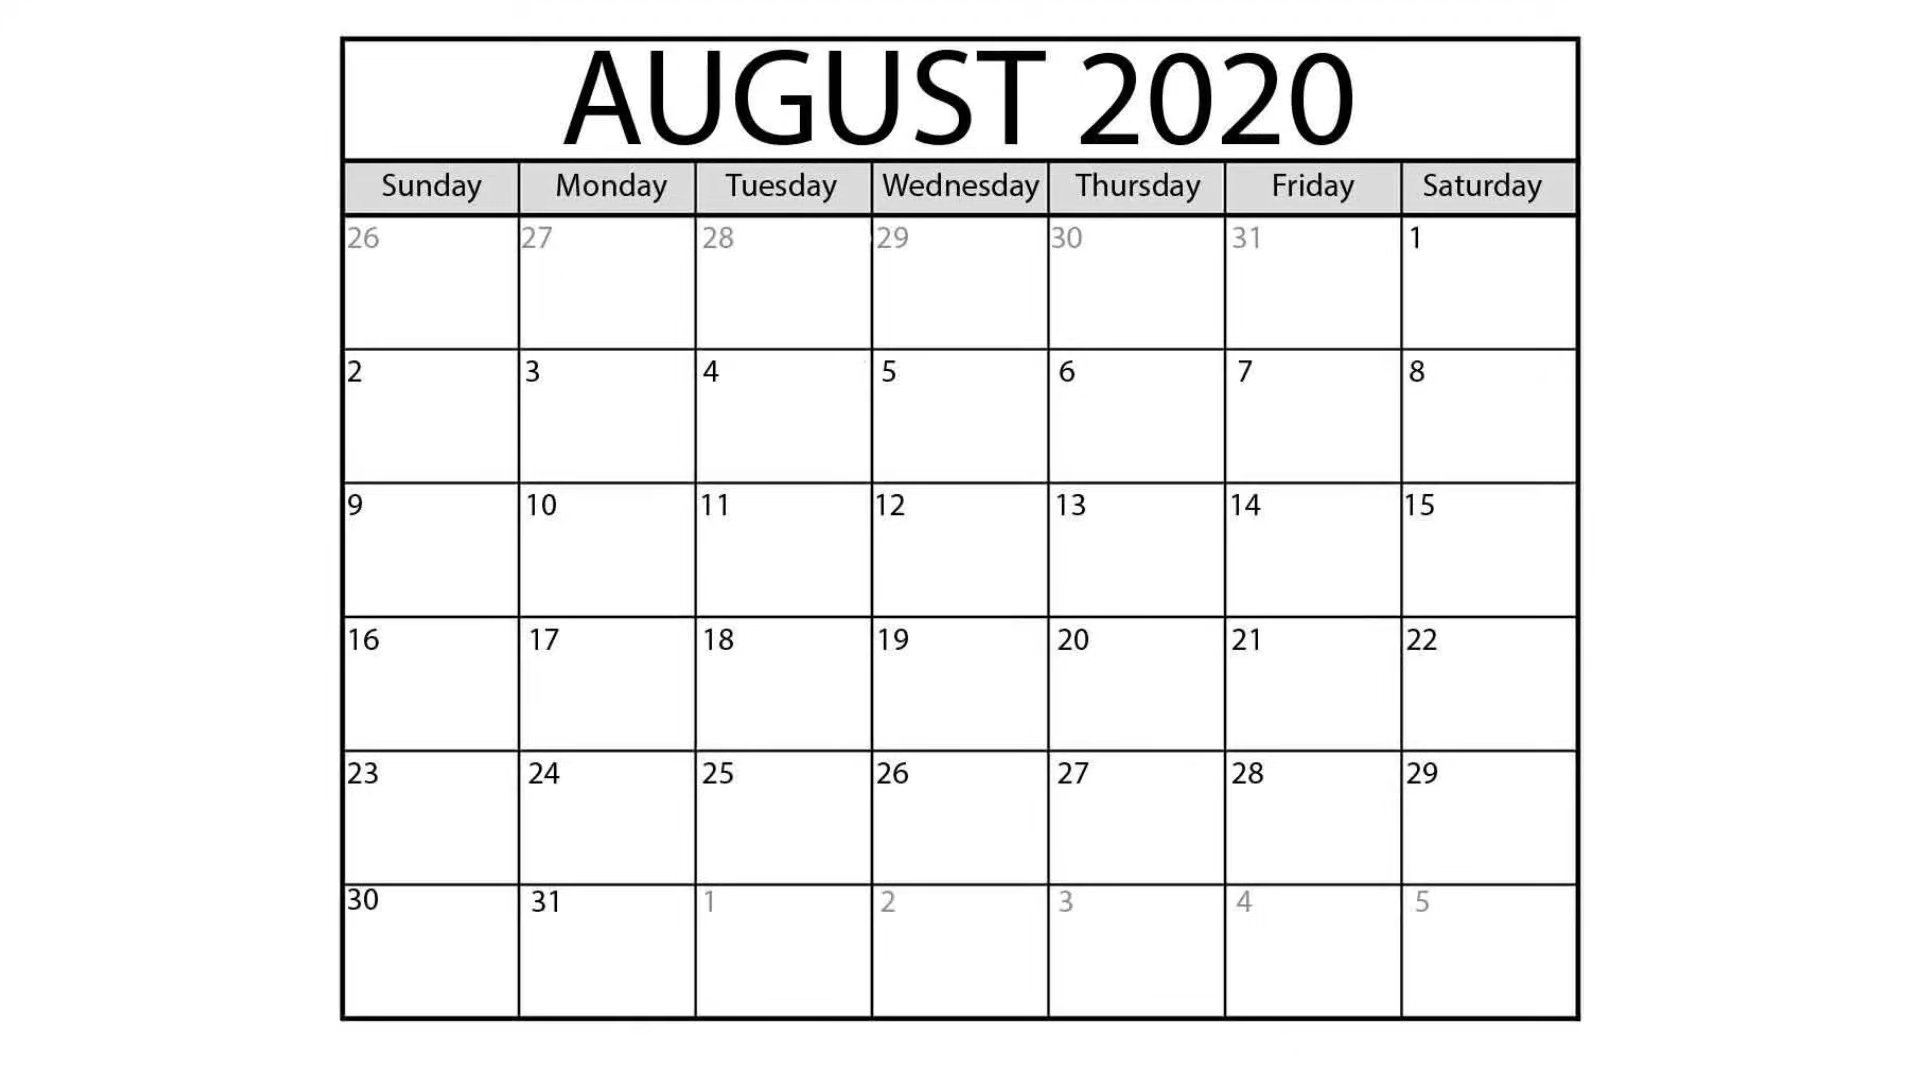 AUGUST 2020
Sunday Monday Tuesday Wednesday Thursday Friday Saturday
26 27 28 29 30 31 1
2 3 4 5 6 7 8
9 10 11 12 13 14 15
16 17 18 19 20 21 22
23 24 25 26 27 28 29
30 31 1 2 3 4 5